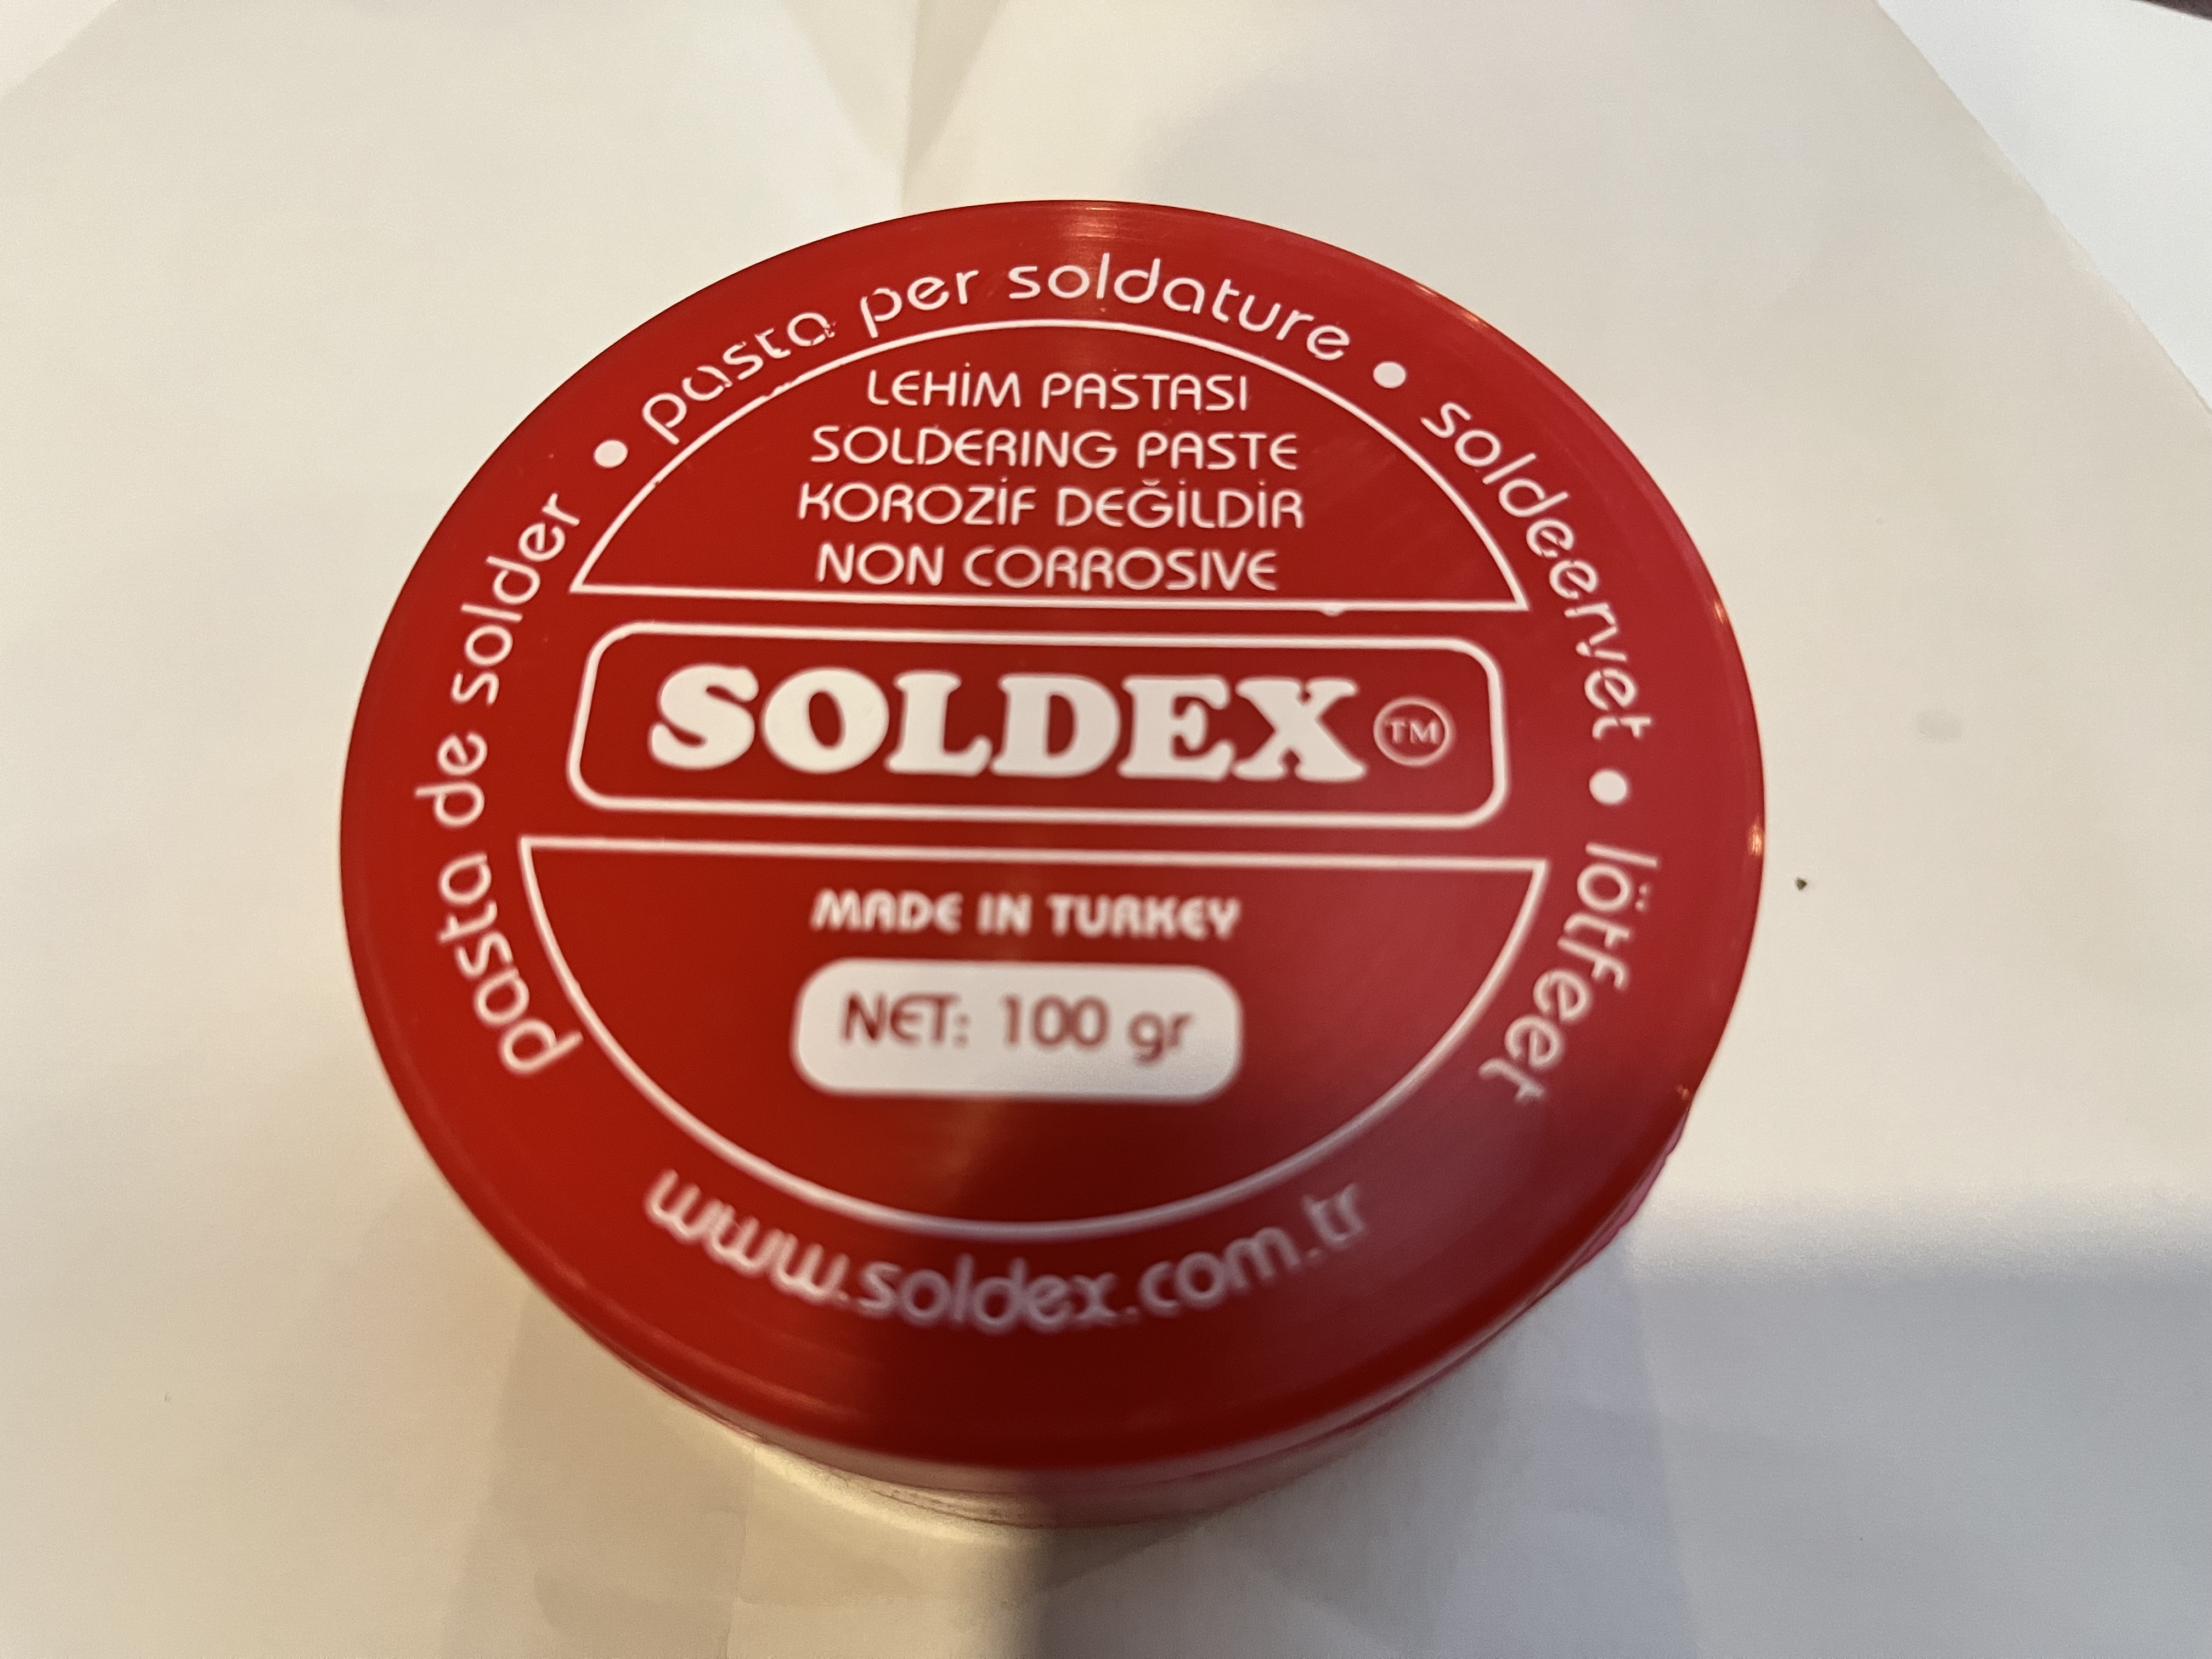 pasta de solder • pasta per soldature • soldeervet • lötfeet
LEHİM PASTASI
SOLDERING PASTE
KOROZİF DEĞİLDİR
NON CORROSIVE
SOLDEX TM
MADE IN TURKEY
NET: 100 gr
www.soldex.com.tr